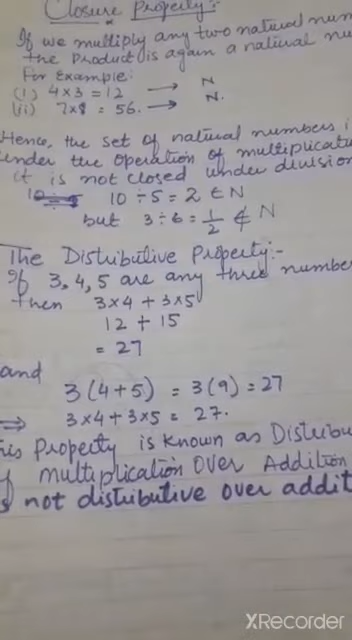 Closure Property:-
If we multiply any two natural num
the product is again a natural nu
For Example:
(i) 4×3 = 12 → N
(ii) 7×8 = 56. → N.
Hence, the set of natural numbers i
under the operation of multiplicati
it is not closed under division
10 ÷ 5 = 2 ∈ N
but 3 ÷ 6 = 1/2 ∉ N
The Distributive Property:-
If 3, 4, 5 are any three number
then 3×4 + 3×5
12 + 15
= 27
and
3(4+5) = 3(9) = 27
⇒ 3×4 + 3×5 = 27.
his Property is known as Distribu
of multiplication Over Addition
s not distributive over addit
XRecorder